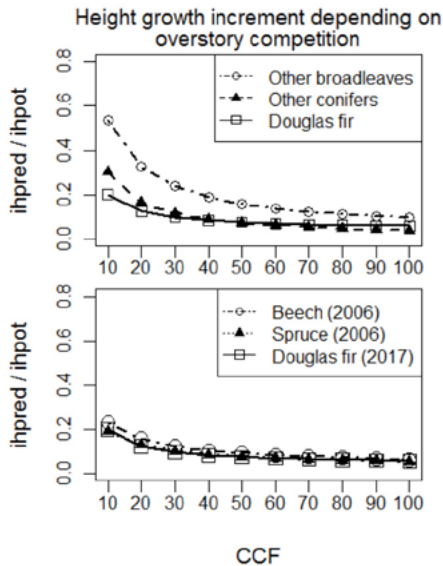 Height growth increment depending on
overstory competition
ihpred / ihpot
0.8
0.6
0.4
0.2
0.0
Other broadleaves
Other conifers
Douglas fir
10 20 30 40 50 60 70 80 90 100
ihpred / ihpot
0.8
0.6
0.4
0.2
0.0
Beech (2006)
Spruce (2006)
Douglas fir (2017)
10 20 30 40 50 60 70 80 90 100
CCF